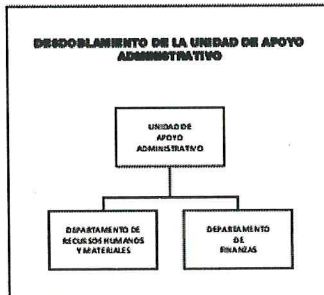 DESDOBLAMIENTO DE LA UNIDAD DE APOYO
ADMINISTRATIVO
UNIDAD DE
APOYO
ADMINISTRATIVO
DEPARTAMENTO DE
RECURSOS HUMANOS
Y MATERIALES
DEPARTAMENTO
DE
FINANZAS